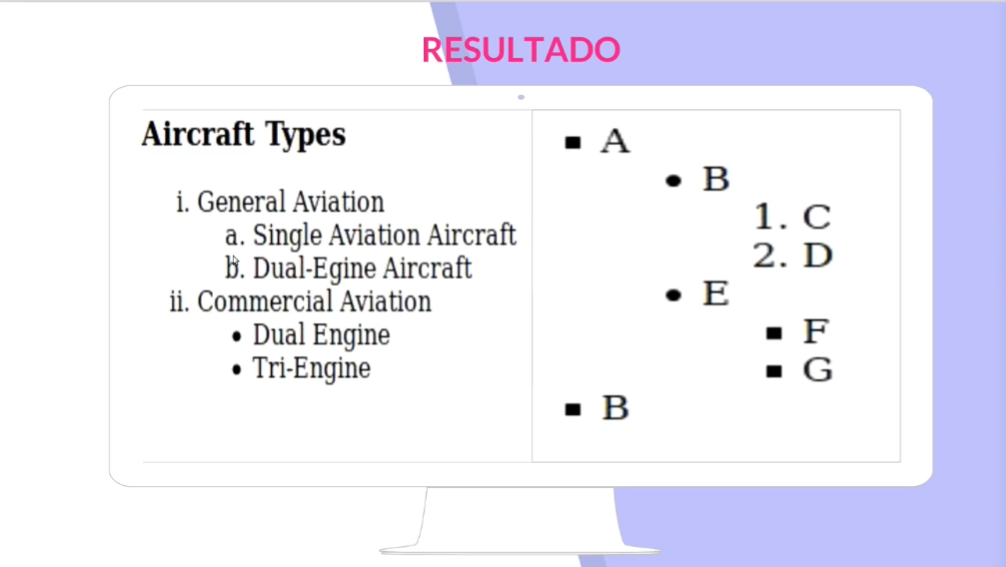 RESULTADO
Aircraft Types
i. General Aviation
a. Single Aviation Aircraft
b. Dual-Egine Aircraft
ii. Commercial Aviation
• Dual Engine
• Tri-Engine
▪ A
• B
1. C
2. D
• E
▪ F
▪ G
▪ B